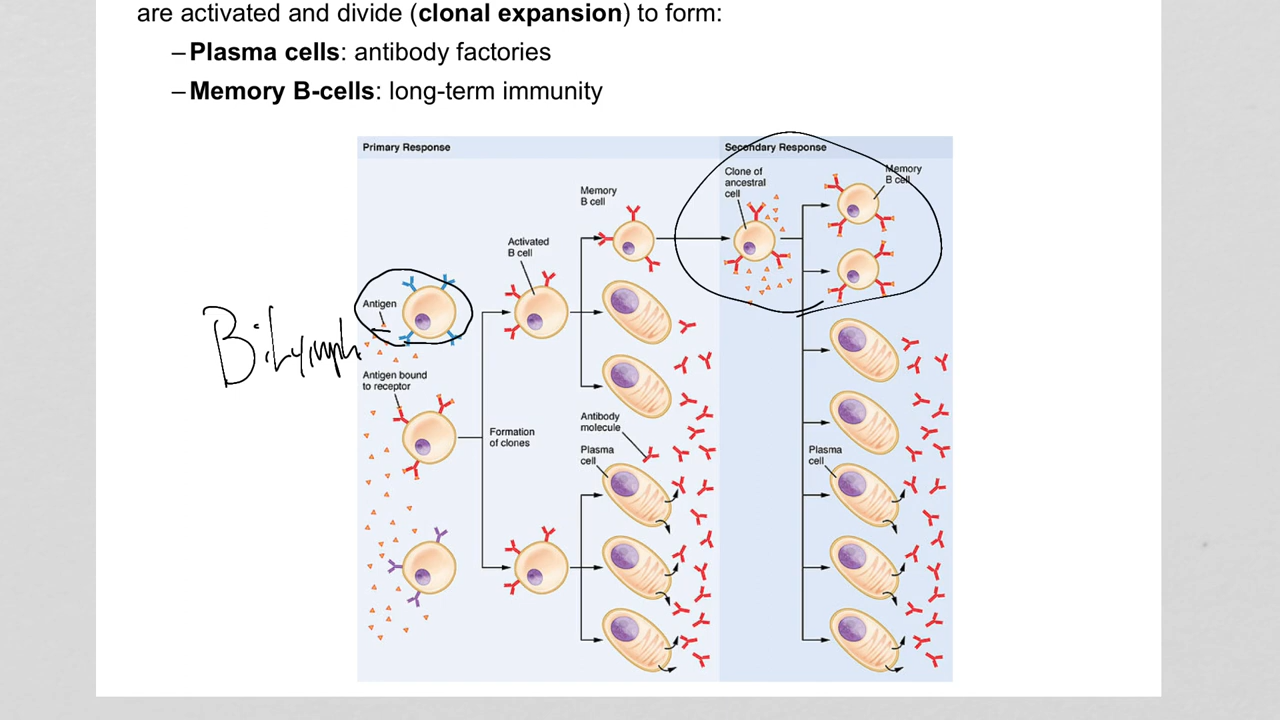 are activated and divide (clonal expansion) to form:
–Plasma cells: antibody factories
–Memory B-cells: long-term immunity
Primary Response
Secondary Response
Clone of
ancestral
cell
Memory
B cell
Memory
B cell
Activated
B cell
Antigen
B:Lymph
Antigen bound
to receptor
Formation
of clones
Antibody
molecule
Plasma
cell
Plasma
cell